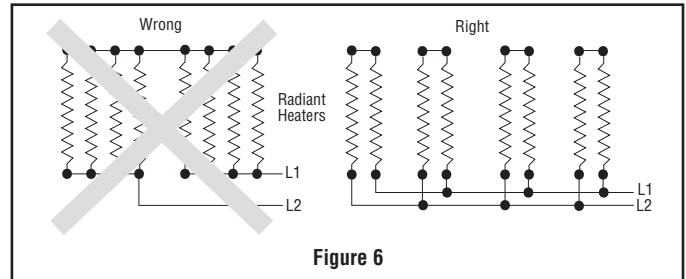 Wrong
Right
Radiant
Heaters
L1
L2
L1
L2
Figure 6